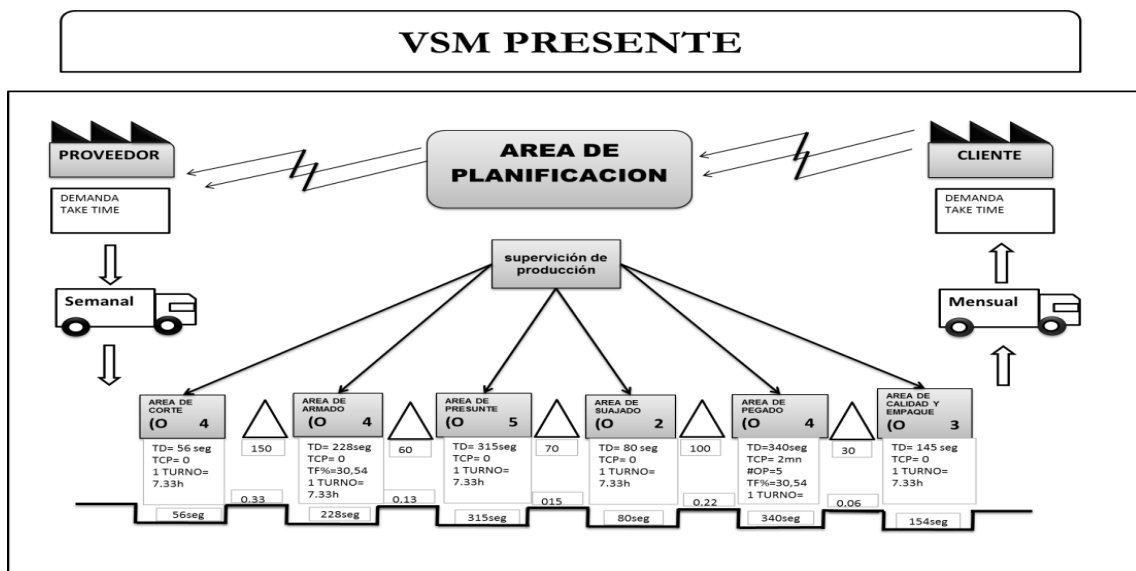 VSM PRESENTE
PROVEEDOR
AREA DE
PLANIFICACION
CLIENTE
DEMANDA
TAKE TIME
DEMANDA
TAKE TIME
supervición de
producción
Semanal
Mensual
AREA DE
CORTE
(O 4
AREA DE
ARMADO
(O 4
AREA DE
PRESUNTE
(O 5
AREA DE
SUAJADO
(O 2
AREA DE
PEGADO
(O 4
AREA DE
CALIDAD Y
EMPAQUE
(O 3
TD= 56 seg
TCP= 0
1 TURNO=
7.33h
150
TD= 228seg
TCP= 0
TF%=30,54
1 TURNO=
7.33h
60
TD= 315seg
TCP= 0
1 TURNO=
7.33h
70
TD= 80 seg
TCP= 0
1 TURNO=
7.33h
100
TD=340seg
TCP= 2mn
#OP=5
TF%=30,54
1 TURNO=
30
TD= 145 seg
TCP= 0
1 TURNO=
7.33h
0.33
0.13
015
0.22
0.06
56seg
228seg
315seg
80seg
340seg
154seg